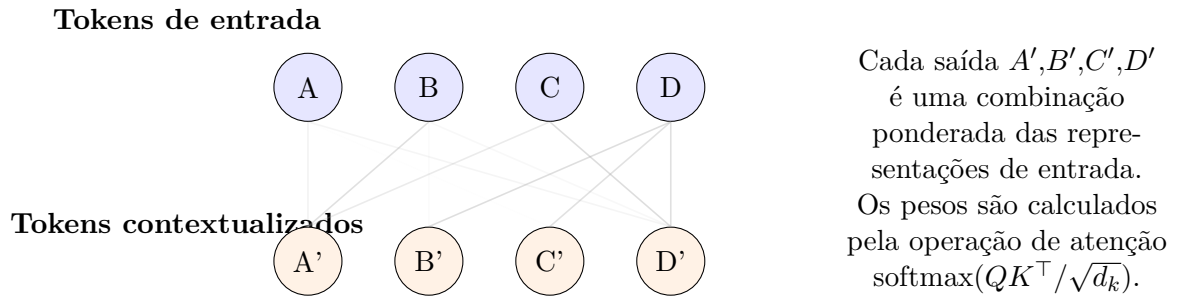 Tokens de entrada
A B C D
Tokens contextualizados
A' B' C' D'
Cada saída A′,B′,C′,D′
é uma combinação
ponderada das repre-
sentações de entrada.
Os pesos são calculados
pela operação de atenção
softmax(QK⊤/√dₖ).